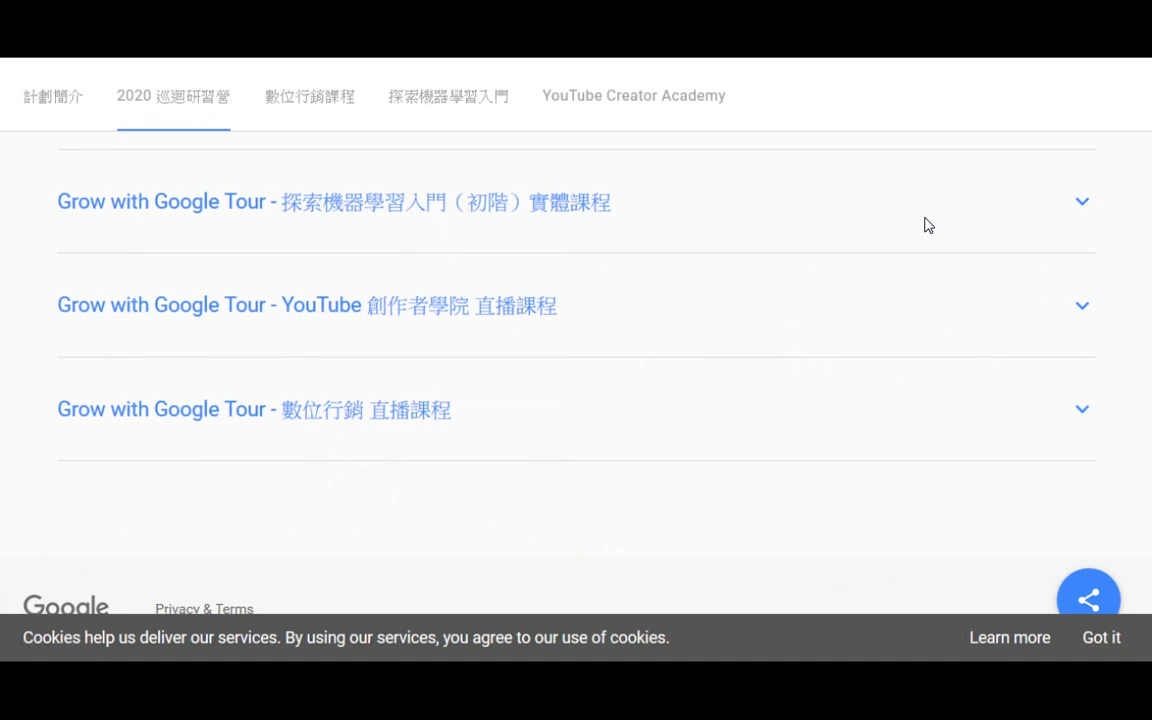 計劃簡介
2020 巡迴研習營
數位行銷課程
探索機器學習入門
YouTube Creator Academy
Grow with Google Tour - 探索機器學習入門（初階）實體課程
Grow with Google Tour - YouTube 創作者學院 直播課程
Grow with Google Tour - 數位行銷 直播課程
Google
Privacy & Terms
Cookies help us deliver our services. By using our services, you agree to our use of cookies.
Learn more
Got it